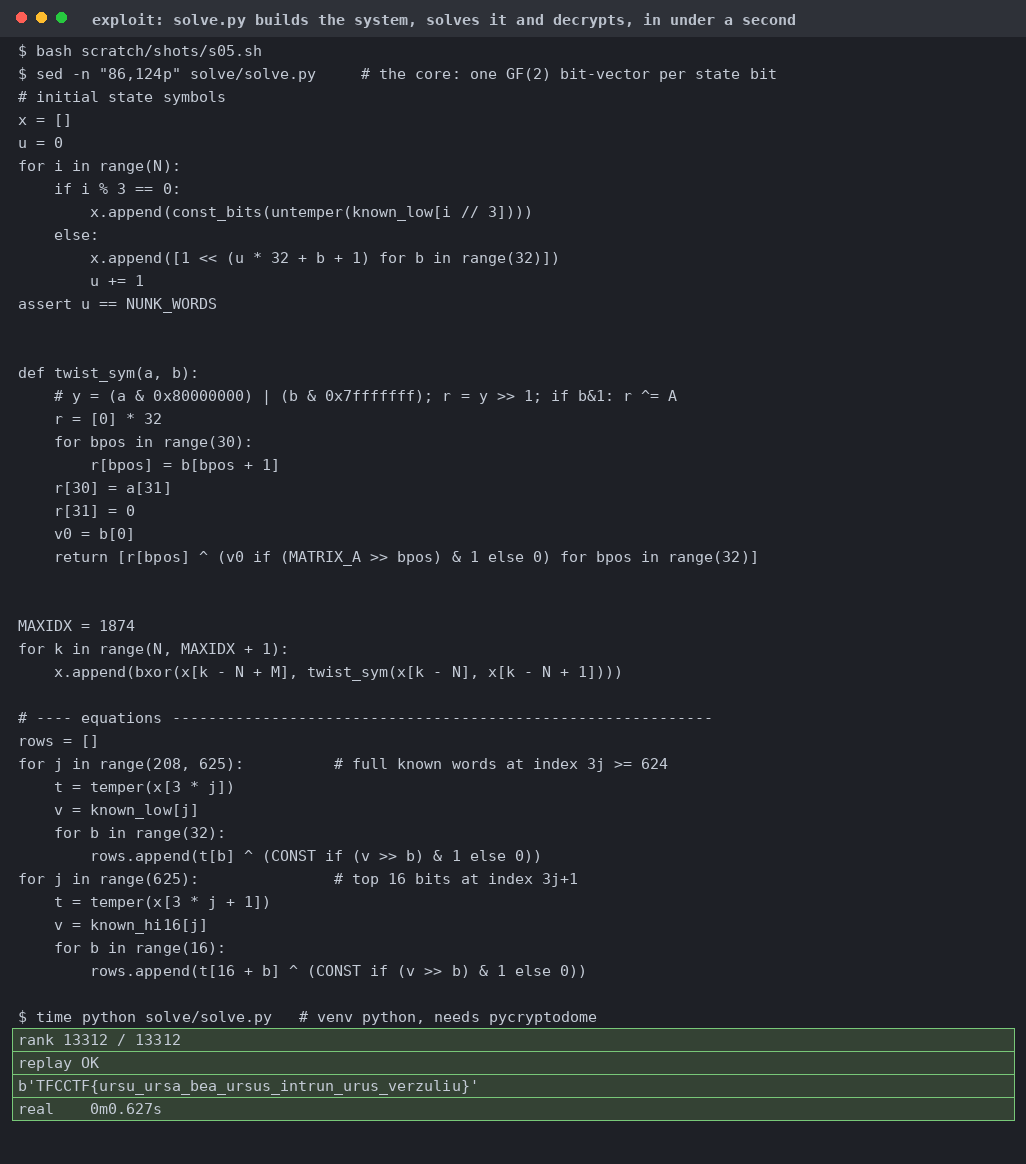 exploit: solve.py builds the system, solves it and decrypts, in under a second
$ bash scratch/shots/s05.sh
$ sed -n "86,124p" solve/solve.py     # the core: one GF(2) bit-vector per state bit
# initial state symbols
x = []
u = 0
for i in range(N):
    if i % 3 == 0:
        x.append(const_bits(untemper(known_low[i // 3])))
    else:
        x.append([1 << (u * 32 + b + 1) for b in range(32)])
        u += 1
assert u == NUNK_WORDS
def twist_sym(a, b):
    # y = (a & 0x80000000) | (b & 0x7fffffff); r = y >> 1; if b&1: r ^= A
    r = [0] * 32
    for bpos in range(30):
        r[bpos] = b[bpos + 1]
    r[30] = a[31]
    r[31] = 0
    v0 = b[0]
    return [r[bpos] ^ (v0 if (MATRIX_A >> bpos) & 1 else 0) for bpos in range(32)]
MAXIDX = 1874
for k in range(N, MAXIDX + 1):
    x.append(bxor(x[k - N + M], twist_sym(x[k - N], x[k - N + 1])))
# ---- equations ------------------------------------------------------------
rows = []
for j in range(208, 625):          # full known words at index 3j >= 624
    t = temper(x[3 * j])
    v = known_low[j]
    for b in range(32):
        rows.append(t[b] ^ (CONST if (v >> b) & 1 else 0))
for j in range(625):               # top 16 bits at index 3j+1
    t = temper(x[3 * j + 1])
    v = known_hi16[j]
    for b in range(16):
        rows.append(t[16 + b] ^ (CONST if (v >> b) & 1 else 0))
$ time python solve/solve.py   # venv python, needs pycryptodome
rank 13312 / 13312
replay OK
b'TFCCTF{ursu_ursa_bea_ursus_intrun_urus_verzuliu}'
real    0m0.627s